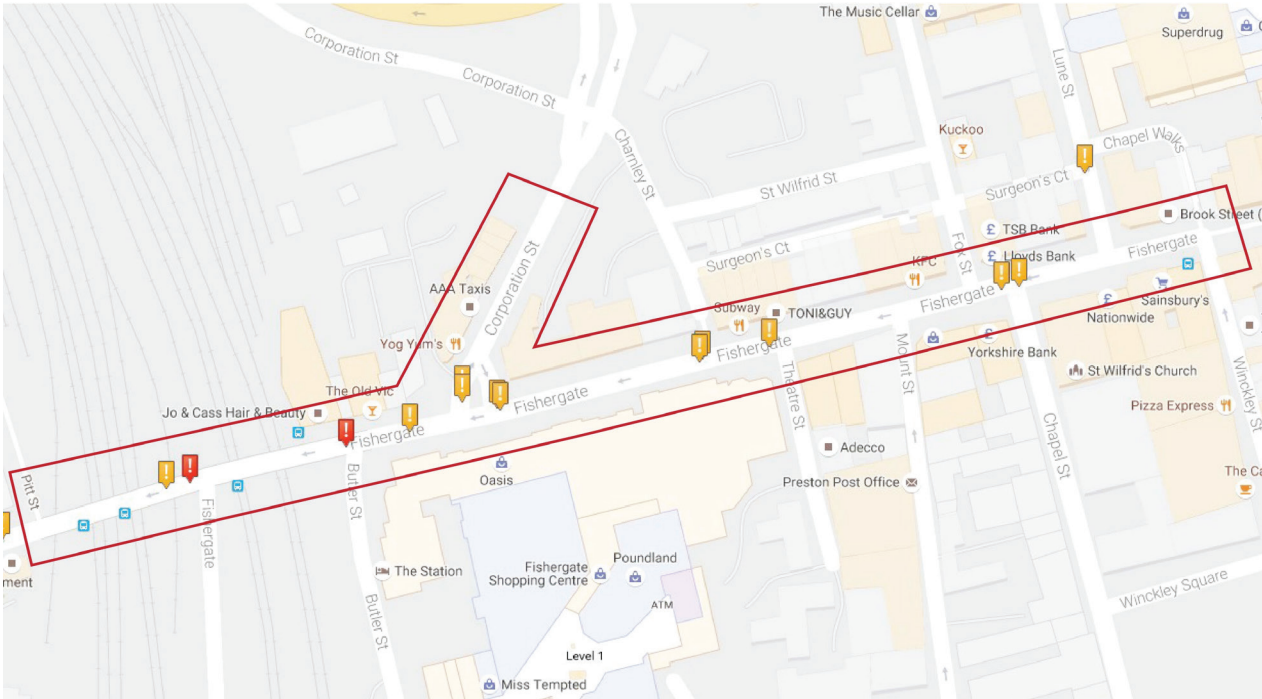 The Music Cellar
Superdrug
Corporation St
Corporation St
Lune St
Kuckoo
Chapel Walks
Charnley St
St Wilfrid St
Surgeon's Ct
Brook Street (
TSB Bank
Fox St
Fishergate
Surgeon's Ct
Lloyds Bank
KFC
Corporation St
AAA Taxis
Fishergate
Sainsbury's
Nationwide
Subway
TONI&GUY
Yog Yum's
Fishergate
Yorkshire Bank
Mount St
St Wilfrid's Church
The Old Vic
Fishergate
Theatre St
Winckley St
Jo & Cass Hair & Beauty
Pizza Express
Fishergate
Chapel St
Adecco
Pitt St
Oasis
Butler St
Preston Post Office
The Ca
Fishergate
Poundland
The Station
Fishergate
Shopping Centre
ment
Winckley Square
ATM
Butler St
Level 1
Miss Tempted